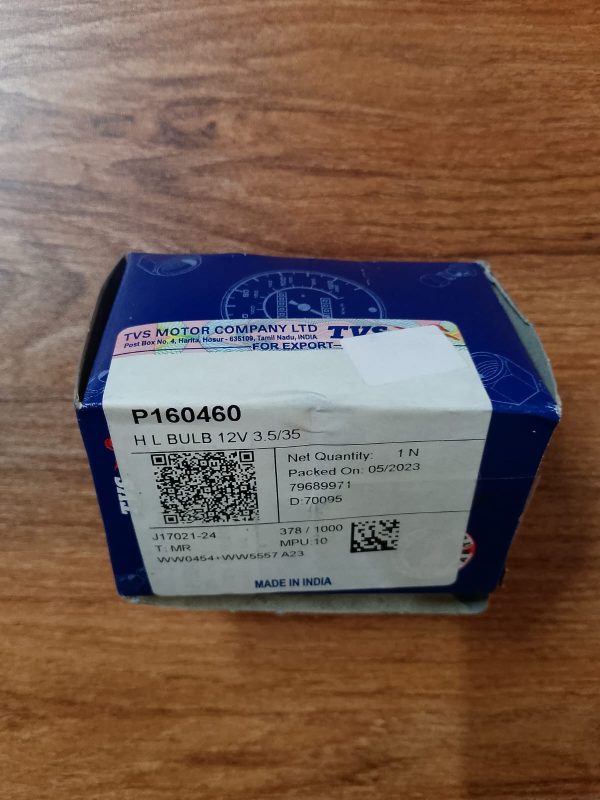 TVS MOTOR COMPANY LTD
Post Box No. 4, Harita, Hosur - 635109, Tamil Nadu, INDIA
TVS
FOR EXPORT
P160460
H L BULB 12V 3.5/35
Net Quantity: 1 N
Packed On: 05/2023
79689971
D:70095
J17021-24
378 / 1000
T: MR
MPU:10
WW0454+WW5557 A23
MADE IN INDIA
TVS